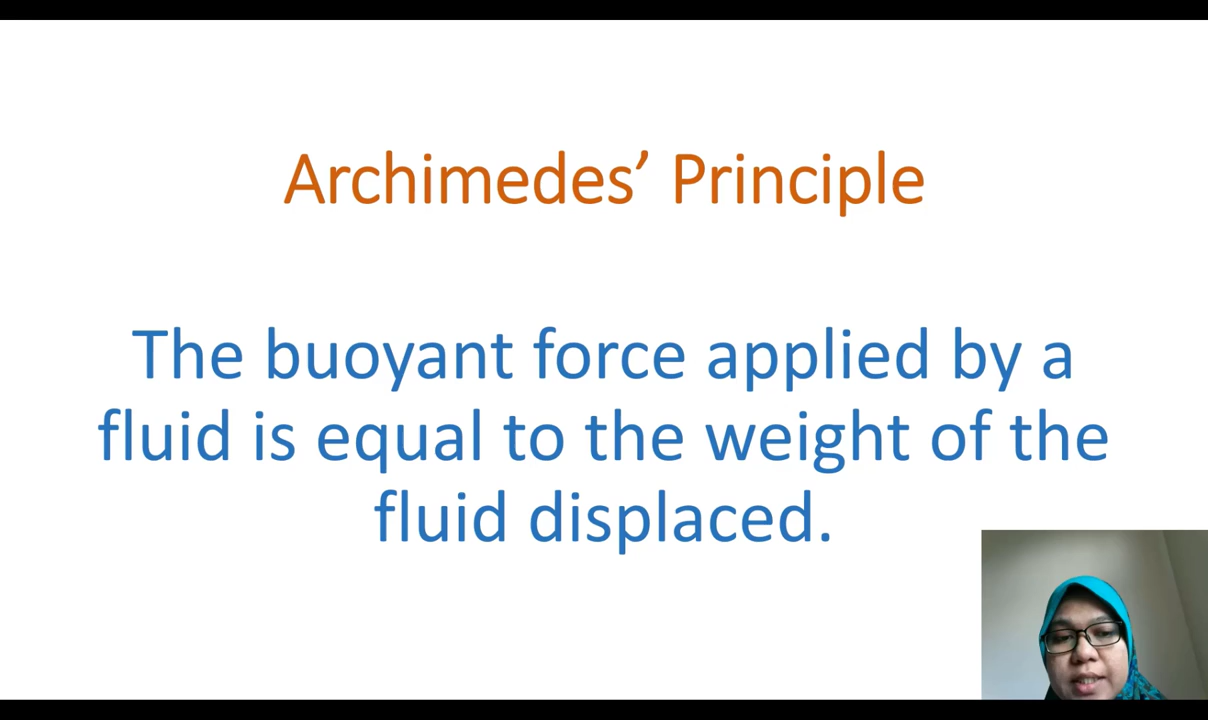 Archimedes’ Principle
The buoyant force applied by a
fluid is equal to the weight of the
fluid displaced.